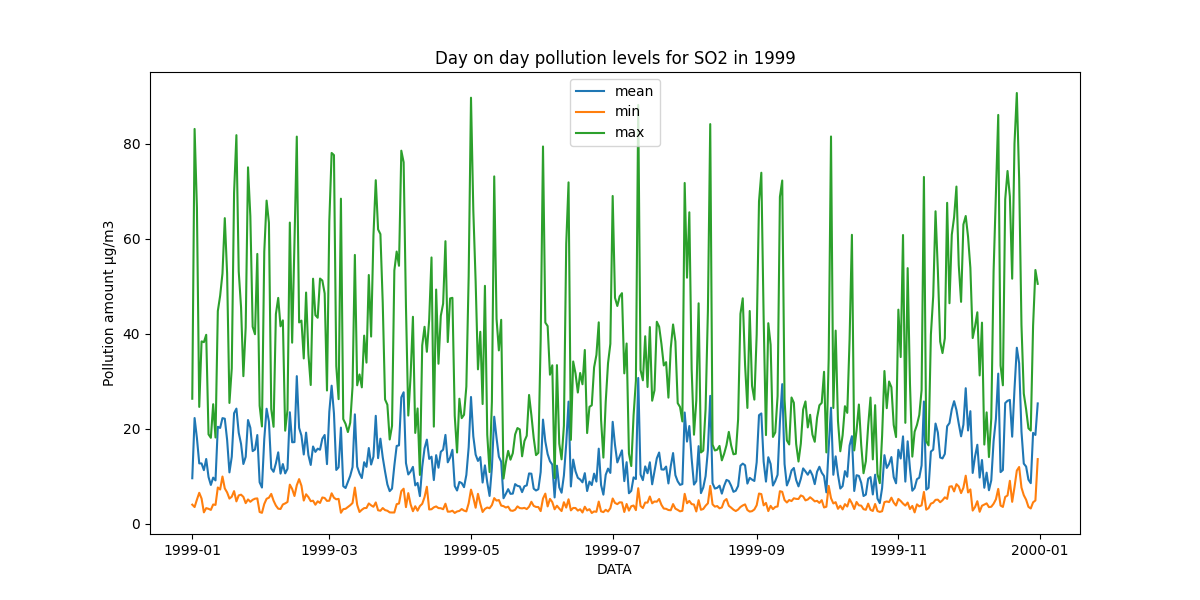 Day on day pollution levels for SO2 in 1999
mean
min
max
Pollution amount µg/m3
80
60
40
20
0
1999-01
1999-03
1999-05
1999-07
1999-09
1999-11
2000-01
DATA